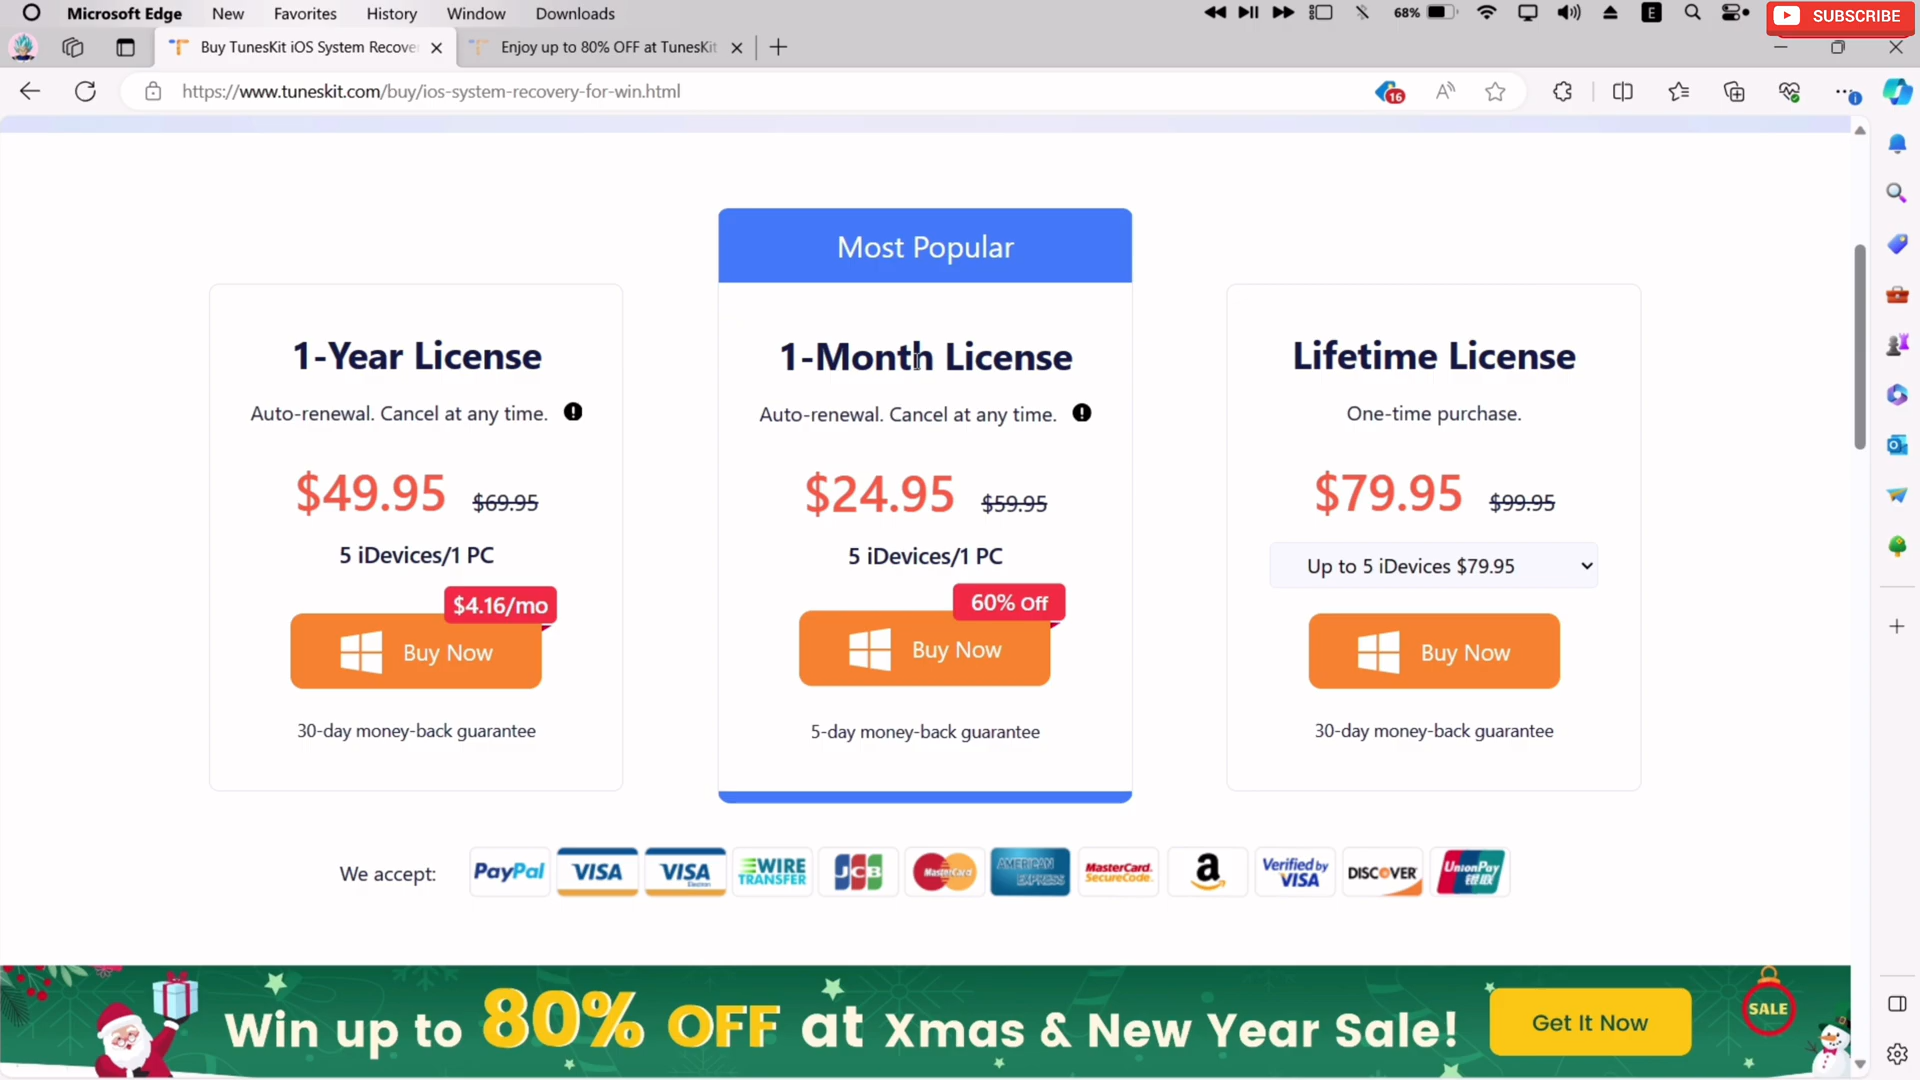 Microsoft Edge New Favorites History Window Downloads 68% E SUBSCRIBE
Buy TunesKit iOS System Recove Enjoy up to 80% OFF at TunesKit
https://www.tuneskit.com/buy/ios-system-recovery-for-win.html 16
Most Popular
1-Year License
Auto-renewal. Cancel at any time.
$49.95 $69.95
5 iDevices/1 PC
$4.16/mo
Buy Now
30-day money-back guarantee
1-Month License
Auto-renewal. Cancel at any time.
$24.95 $59.95
5 iDevices/1 PC
60% Off
Buy Now
5-day money-back guarantee
Lifetime License
One-time purchase.
$79.95 $99.95
Up to 5 iDevices $79.95
Buy Now
30-day money-back guarantee
We accept: PayPal VISA VISA Electron WIRE TRANSFER JCB MasterCard AMERICAN EXPRESS MasterCard. SecureCode. a Verified by VISA DISCOVER UnionPay 银联
Win up to 80% OFF at Xmas & New Year Sale! Get It Now SALE